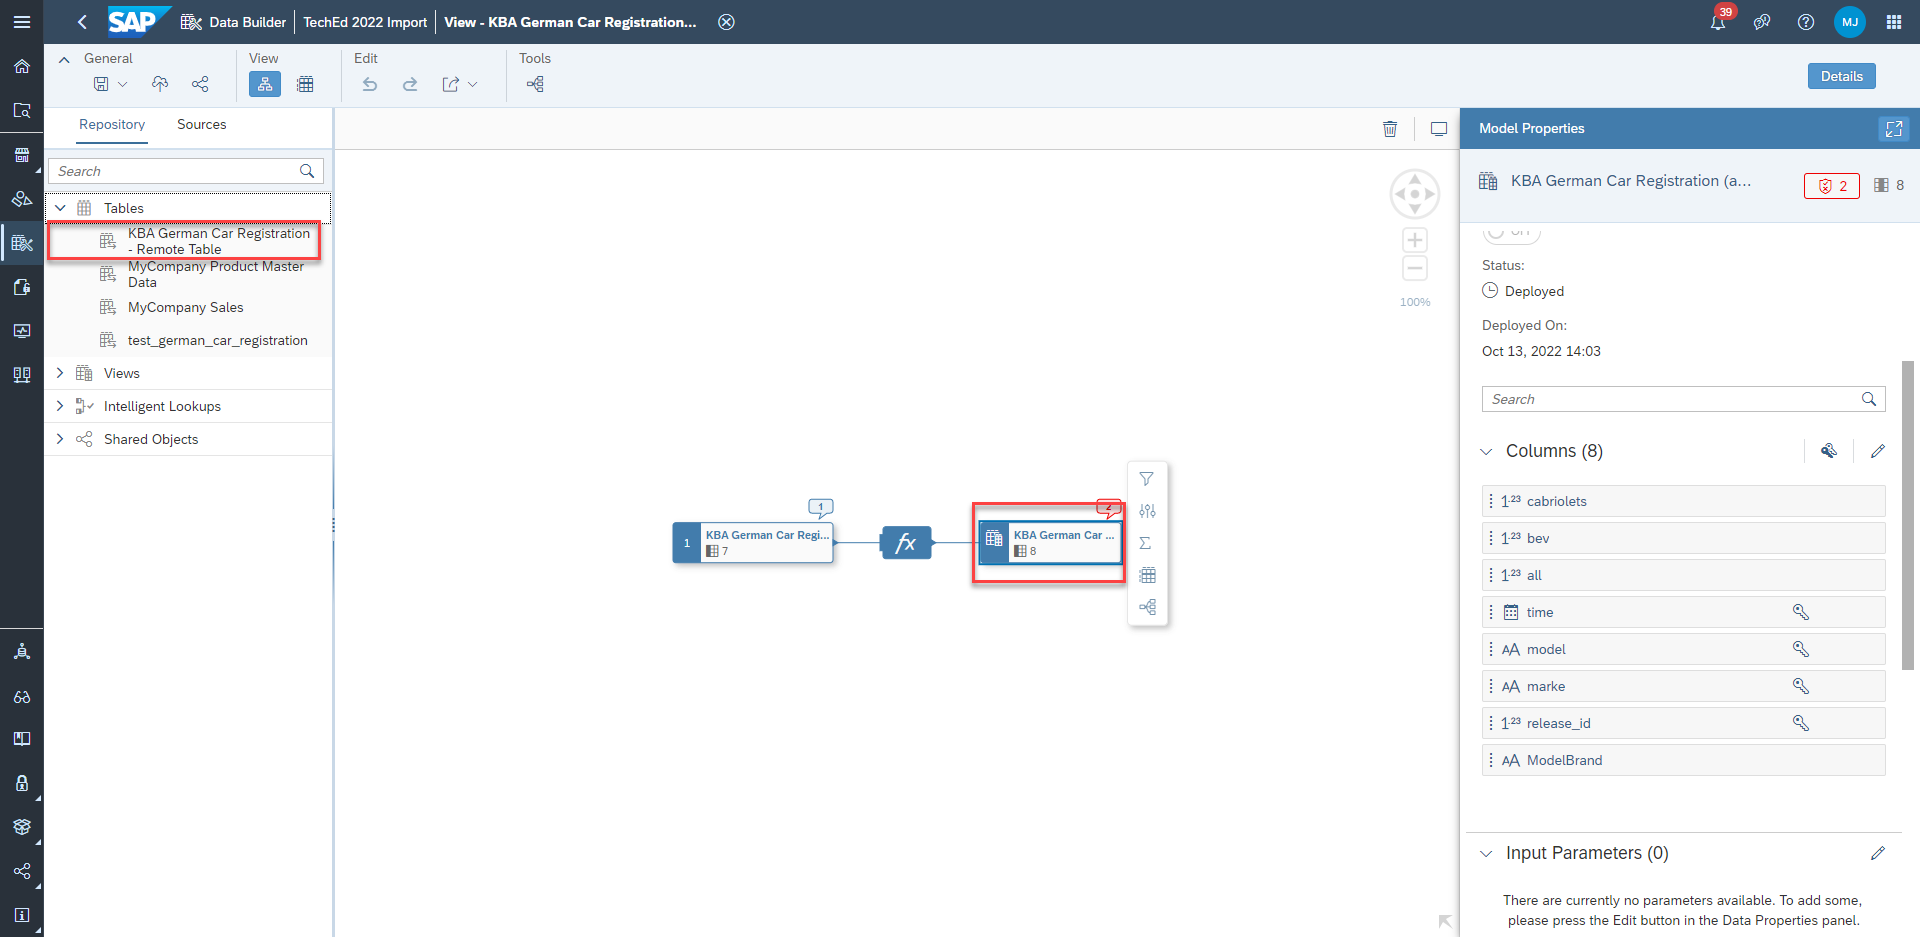 SAP
Data Builder
TechEd 2022 Import
View - KBA German Car Registration...
39
MJ
General
View
Edit
Tools
Details
Repository
Sources
Search
Tables
KBA German Car Registration
- Remote Table
MyCompany Product Master
Data
MyCompany Sales
test_german_car_registration
Views
Intelligent Lookups
Shared Objects
100%
1
1
KBA German Car Regi...
7
fx
2
KBA German Car ...
8
Model Properties
KBA German Car Registration (a...
2
8
Status:
Deployed
Deployed On:
Oct 13, 2022 14:03
Search
Columns (8)
1.23 cabriolets
1.23 bev
1.23 all
time
AA model
AA marke
1.23 release_id
AA ModelBrand
Input Parameters (0)
There are currently no parameters available. To add some,
please press the Edit button in the Data Properties panel.